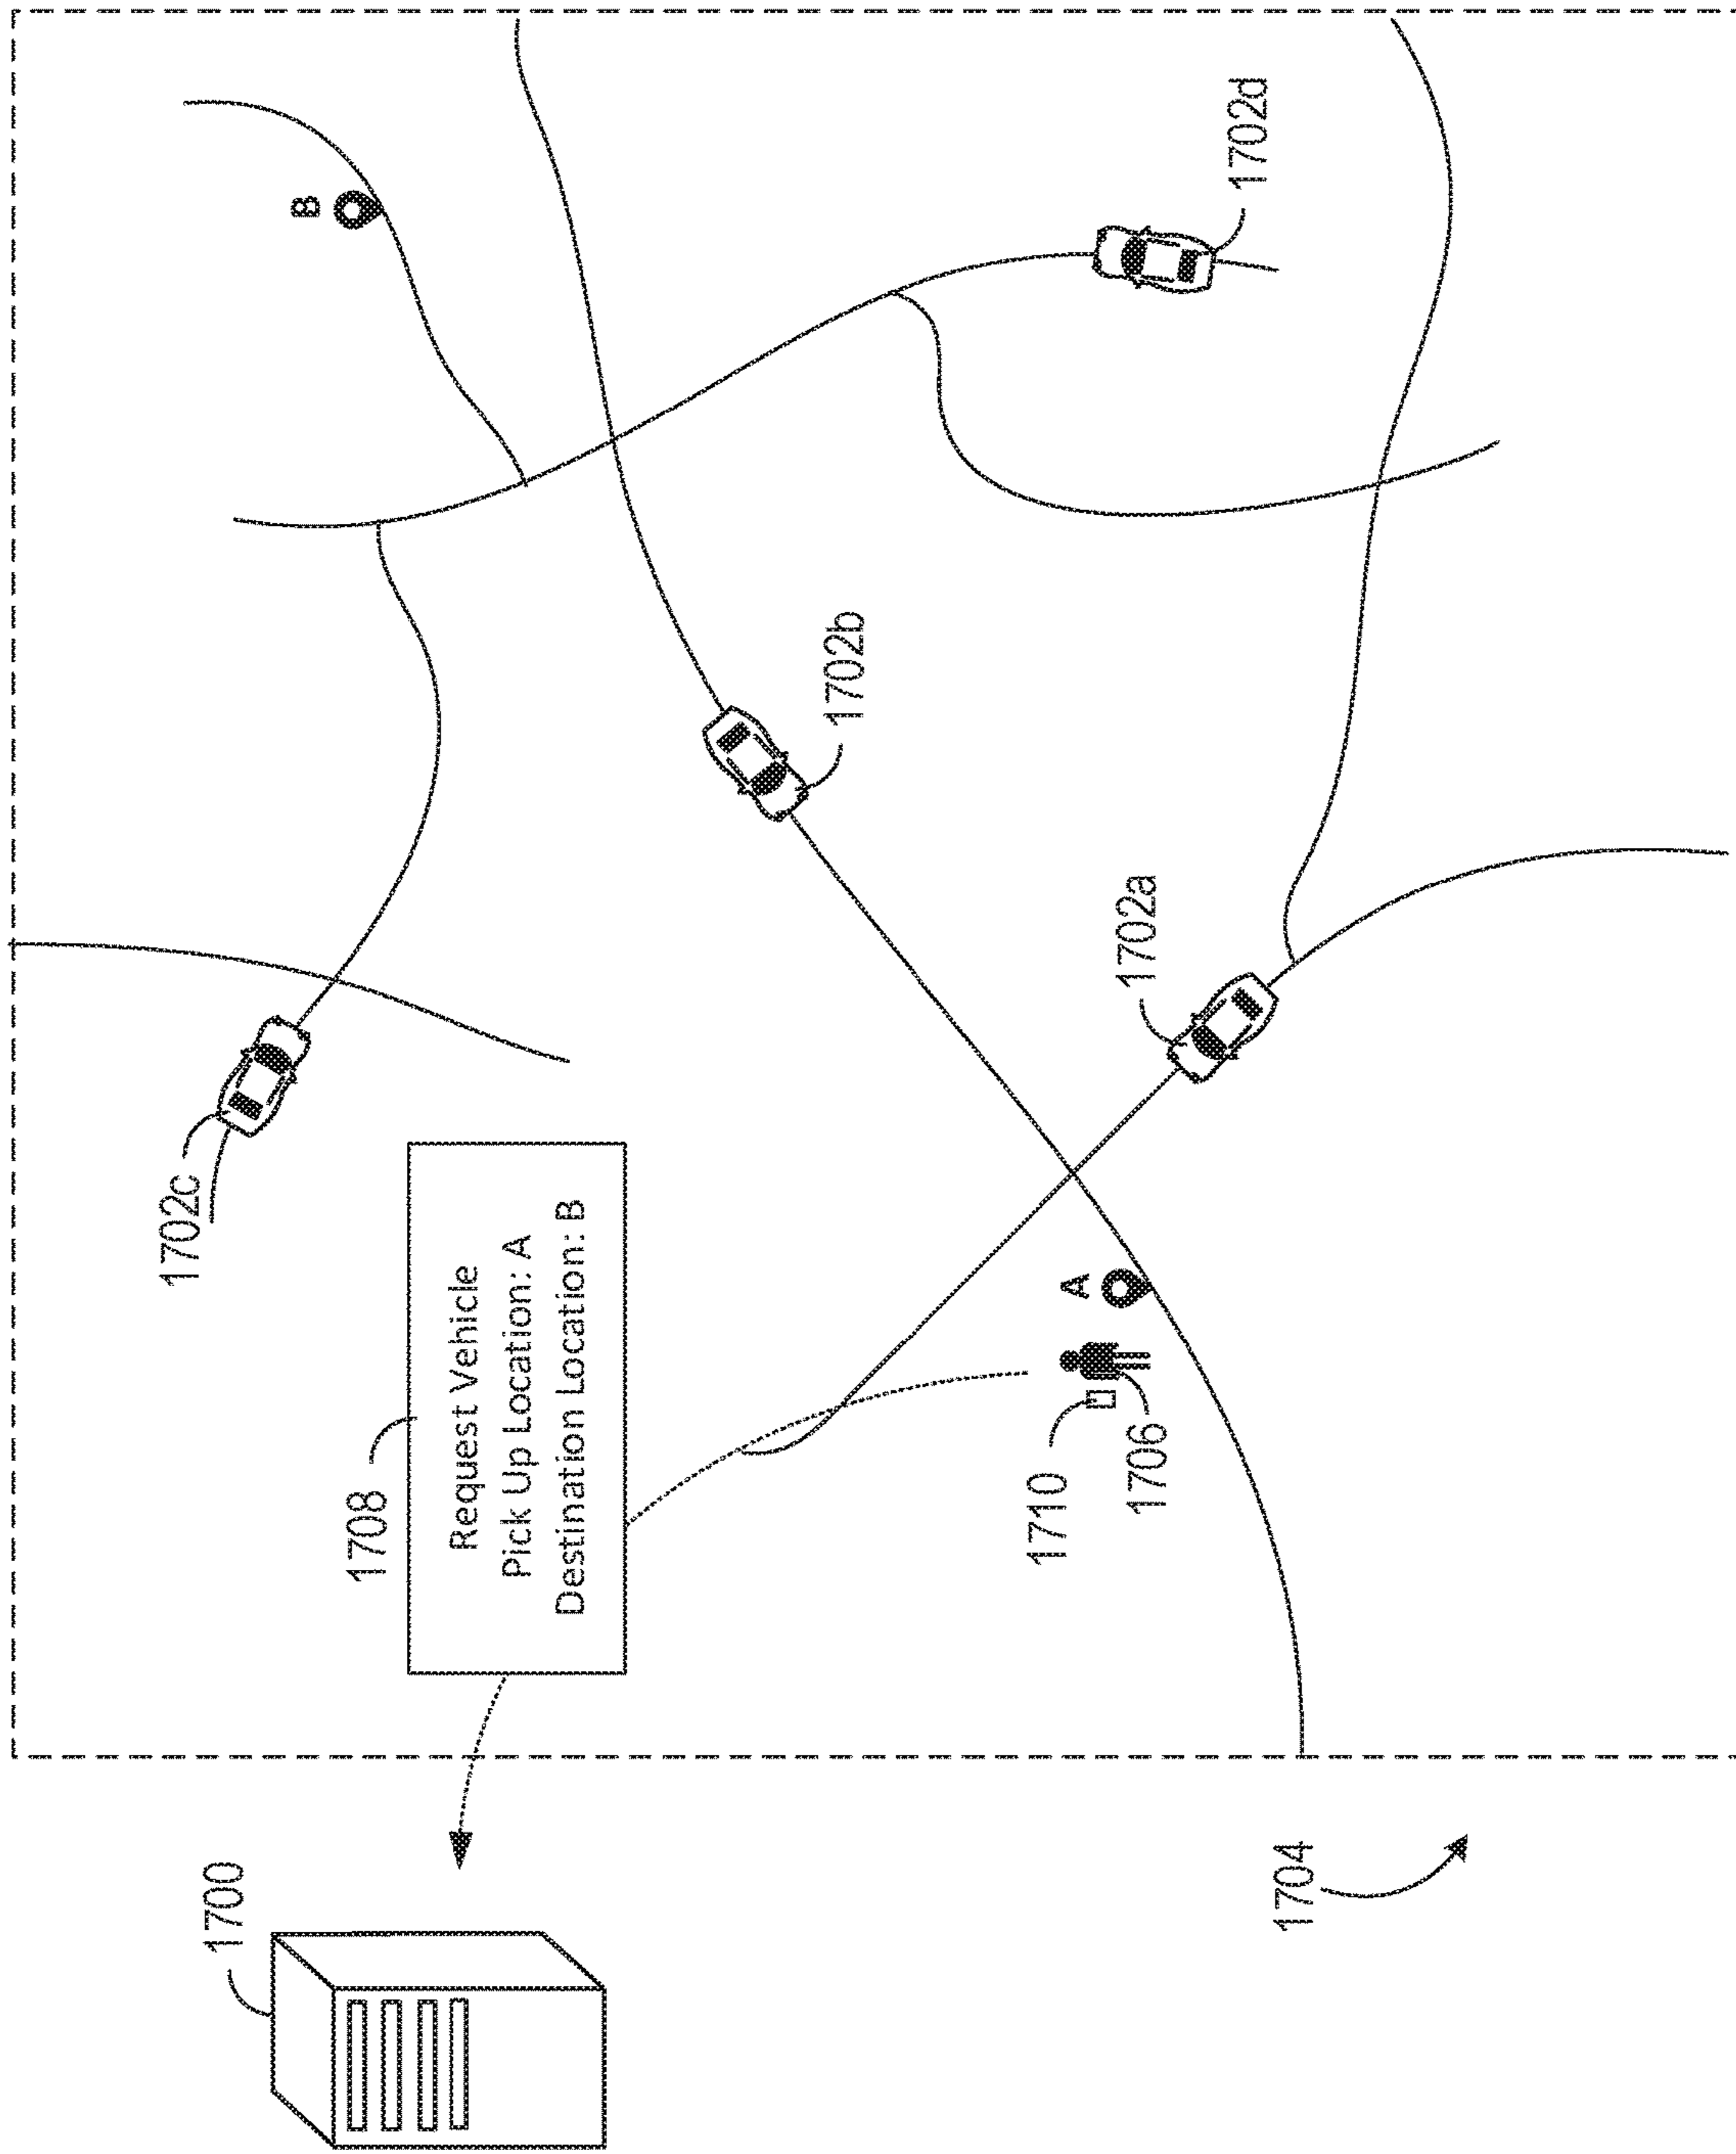 1700
1708
Request Vehicle
Pick Up Location: A
Destination Location: B
1702c
B
1702b
1702d
1710
1706
A
1702a
1704